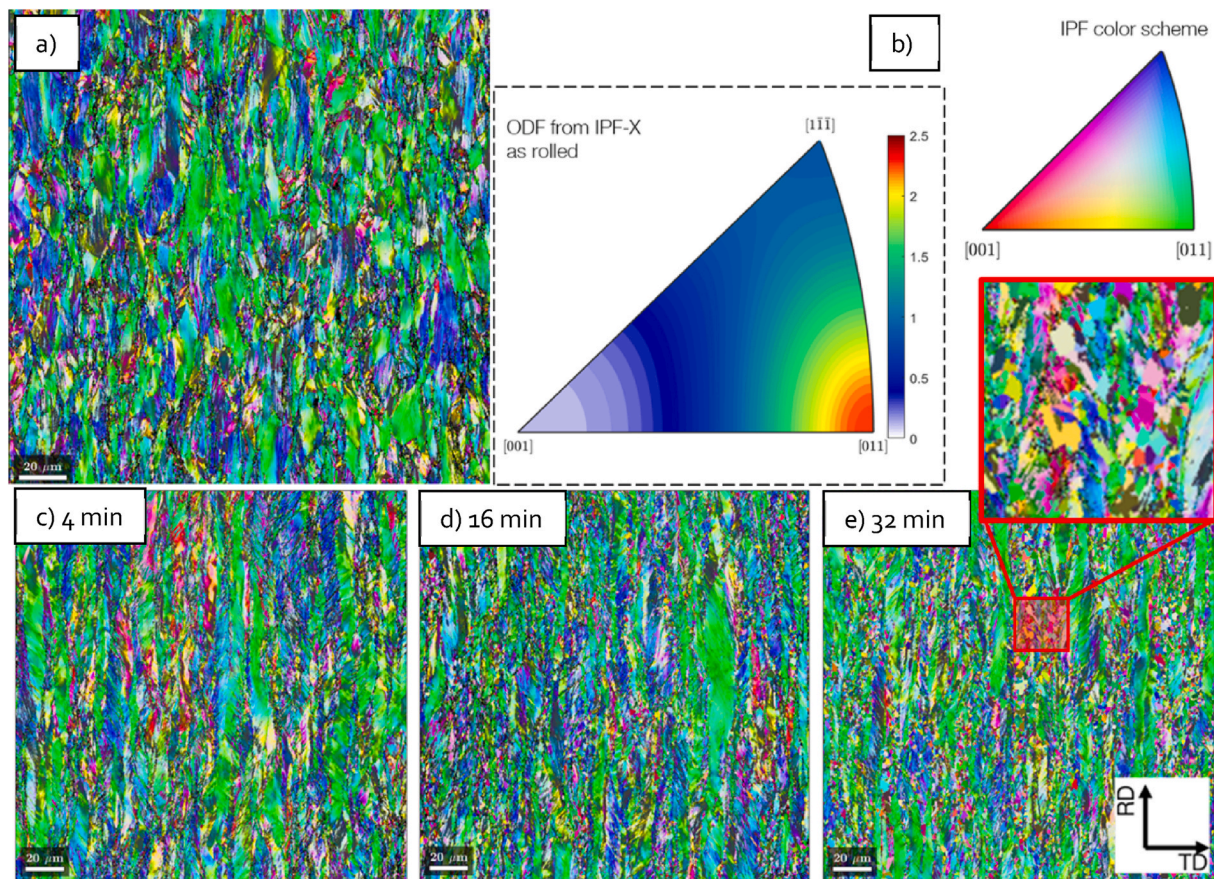 a)
b)
IPF color scheme
ODF from IPF-X
as rolled
[11̅1̅]
2.5
2
1.5
1
0.5
0
[001]
[011]
[001]
[011]
20 µm
c) 4 min
d) 16 min
e) 32 min
20 µm
20 µm
20 µm
RD
TD